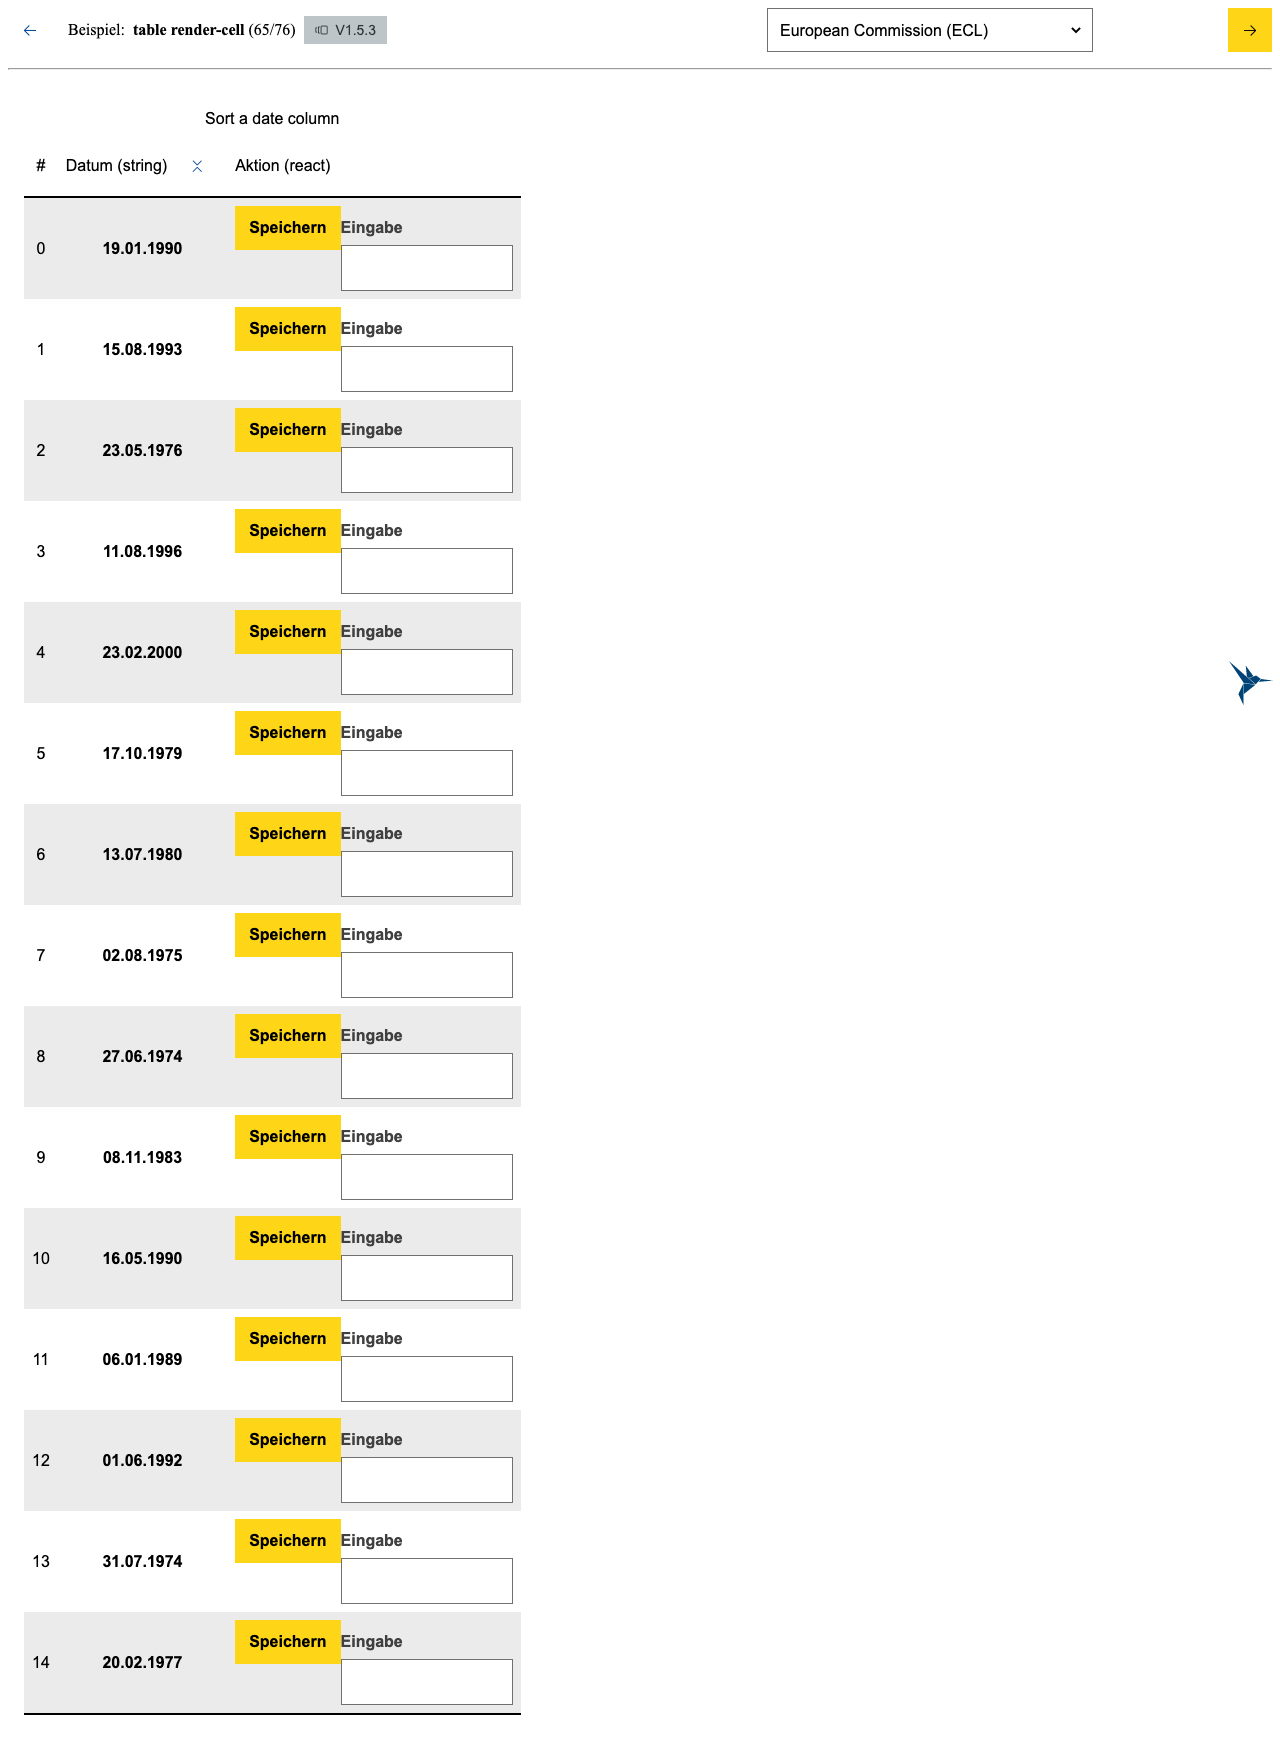 Beispiel: table render-cell (65/76) V1.5.3 European Commission (ECL)
Sort a date column
# Datum (string) Aktion (react)
Speichern Eingabe
0 19.01.1990
Speichern Eingabe
1 15.08.1993
Speichern Eingabe
2 23.05.1976
Speichern Eingabe
3 11.08.1996
Speichern Eingabe
4 23.02.2000
Speichern Eingabe
5 17.10.1979
Speichern Eingabe
6 13.07.1980
Speichern Eingabe
7 02.08.1975
Speichern Eingabe
8 27.06.1974
Speichern Eingabe
9 08.11.1983
Speichern Eingabe
10 16.05.1990
Speichern Eingabe
11 06.01.1989
Speichern Eingabe
12 01.06.1992
Speichern Eingabe
13 31.07.1974
Speichern Eingabe
14 20.02.1977